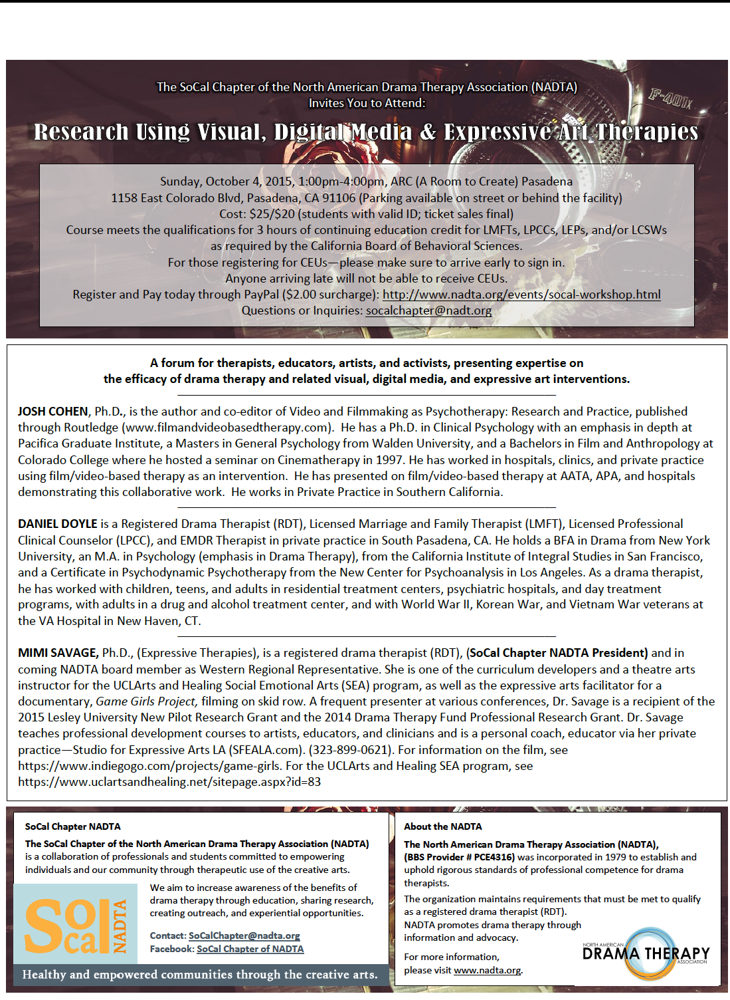 The SoCal Chapter of the North American Drama Therapy Association (NADTA)
Invites You to Attend:
F-401X
Research Using Visual, Digital Media & Expressive Art Therapies
Sunday, October 4, 2015, 1:00pm-4:00pm, ARC (A Room to Create) Pasadena
1158 East Colorado Blvd, Pasadena, CA 91106 (Parking available on street or behind the facility)
Cost: $25/$20 (students with valid ID; ticket sales final)
Course meets the qualifications for 3 hours of continuing education credit for LMFTs, LPCCs, LEPs, and/or LCSWs
as required by the California Board of Behavioral Sciences.
For those registering for CEUs—please make sure to arrive early to sign in.
Anyone arriving late will not be able to receive CEUs.
Register and Pay today through PayPal ($2.00 surcharge): http://www.nadta.org/events/socal-workshop.html
Questions or Inquiries: socalchapter@nadt.org
A forum for therapists, educators, artists, and activists, presenting expertise on
the efficacy of drama therapy and related visual, digital media, and expressive art interventions.
JOSH COHEN, Ph.D., is the author and co-editor of Video and Filmmaking as Psychotherapy: Research and Practice, published
through Routledge (www.filmandvideobasedtherapy.com). He has a Ph.D. in Clinical Psychology with an emphasis in depth at
Pacifica Graduate Institute, a Masters in General Psychology from Walden University, and a Bachelors in Film and Anthropology at
Colorado College where he hosted a seminar on Cinematherapy in 1997. He has worked in hospitals, clinics, and private practice
using film/video-based therapy as an intervention. He has presented on film/video-based therapy at AATA, APA, and hospitals
demonstrating this collaborative work. He works in Private Practice in Southern California.
DANIEL DOYLE is a Registered Drama Therapist (RDT), Licensed Marriage and Family Therapist (LMFT), Licensed Professional
Clinical Counselor (LPCC), and EMDR Therapist in private practice in South Pasadena, CA. He holds a BFA in Drama from New York
University, an M.A. in Psychology (emphasis in Drama Therapy), from the California Institute of Integral Studies in San Francisco,
and a Certificate in Psychodynamic Psychotherapy from the New Center for Psychoanalysis in Los Angeles. As a drama therapist,
he has worked with children, teens, and adults in residential treatment centers, psychiatric hospitals, and day treatment
programs, with adults in a drug and alcohol treatment center, and with World War II, Korean War, and Vietnam War veterans at
the VA Hospital in New Haven, CT.
MIMI SAVAGE, Ph.D., (Expressive Therapies), is a registered drama therapist (RDT), (SoCal Chapter NADTA President) and in
coming NADTA board member as Western Regional Representative. She is one of the curriculum developers and a theatre arts
instructor for the UCLArts and Healing Social Emotional Arts (SEA) program, as well as the expressive arts facilitator for a
documentary, Game Girls Project, filming on skid row. A frequent presenter at various conferences, Dr. Savage is a recipient of the
2015 Lesley University New Pilot Research Grant and the 2014 Drama Therapy Fund Professional Research Grant. Dr. Savage
teaches professional development courses to artists, educators, and clinicians and is a personal coach, educator via her private
practice—Studio for Expressive Arts LA (SFEALA.com). (323-899-0621). For information on the film, see
https://www.indiegogo.com/projects/game-girls. For the UCLArts and Healing SEA program, see
https://www.uclartsandhealing.net/sitepage.aspx?id=83
SoCal Chapter NADTA
The SoCal Chapter of the North American Drama Therapy Association (NADTA)
is a collaboration of professionals and students committed to empowering
individuals and our community through therapeutic use of the creative arts.
We aim to increase awareness of the benefits of
drama therapy through education, sharing research,
creating outreach, and experiential opportunities.
Contact: SoCalChapter@nadta.org
Facebook: SoCal Chapter of NADTA
SoCal NADTA
Healthy and empowered communities through the creative arts.
About the NADTA
The North American Drama Therapy Association (NADTA),
(BBS Provider # PCE4316) was incorporated in 1979 to establish and
uphold rigorous standards of professional competence for drama
therapists.
The organization maintains requirements that must be met to qualify
as a registered drama therapist (RDT).
NADTA promotes drama therapy through
information and advocacy.
For more information,
please visit www.nadta.org.
NORTH AMERICAN
DRAMA THERAPY
ASSOCIATION